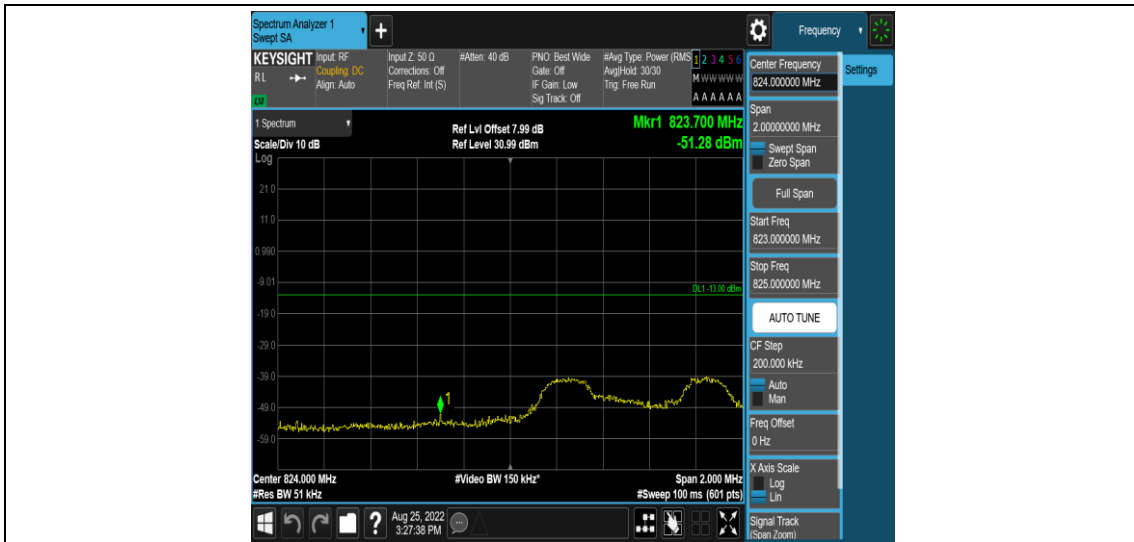 Spectrum Analyzer 1
Swept SA
+
Frequency
KEYSIGHT
RL
LXI
Input: RF
Coupling: DC
Align: Auto
Input Z: 50 Ω
Corrections: Off
Freq Ref: Int (S)
#Atten: 40 dB
PNO: Best Wide
Gate: Off
IF Gain: Low
Sig Track: Off
#Avg Type: Power (RMS
Avg|Hold: 30/30
Trig: Free Run
1 2 3 4 5 6
M W W W W W
A A A A A A
1 Spectrum
Scale/Div 10 dB
Log
Ref Lvl Offset 7.99 dB
Ref Level 30.99 dBm
Mkr1 823.700 MHz
-51.28 dBm
21.0
11.0
0.990
-9.01
DL1 -13.00 dBm
-19.0
-29.0
-39.0
1
-49.0
-59.0
Center 824.000 MHz
#Video BW 150 kHz*
Span 2.000 MHz
#Res BW 51 kHz
#Sweep 100 ms (601 pts)
?
Aug 25, 2022
3:27:38 PM
Center Frequency
824.000000 MHz
Settings
Span
2.00000000 MHz
Swept Span
Zero Span
Full Span
Start Freq
823.000000 MHz
Stop Freq
825.000000 MHz
AUTO TUNE
CF Step
200.000 kHz
Auto
Man
Freq Offset
0 Hz
X Axis Scale
Log
Lin
Signal Track
(Span Zoom)